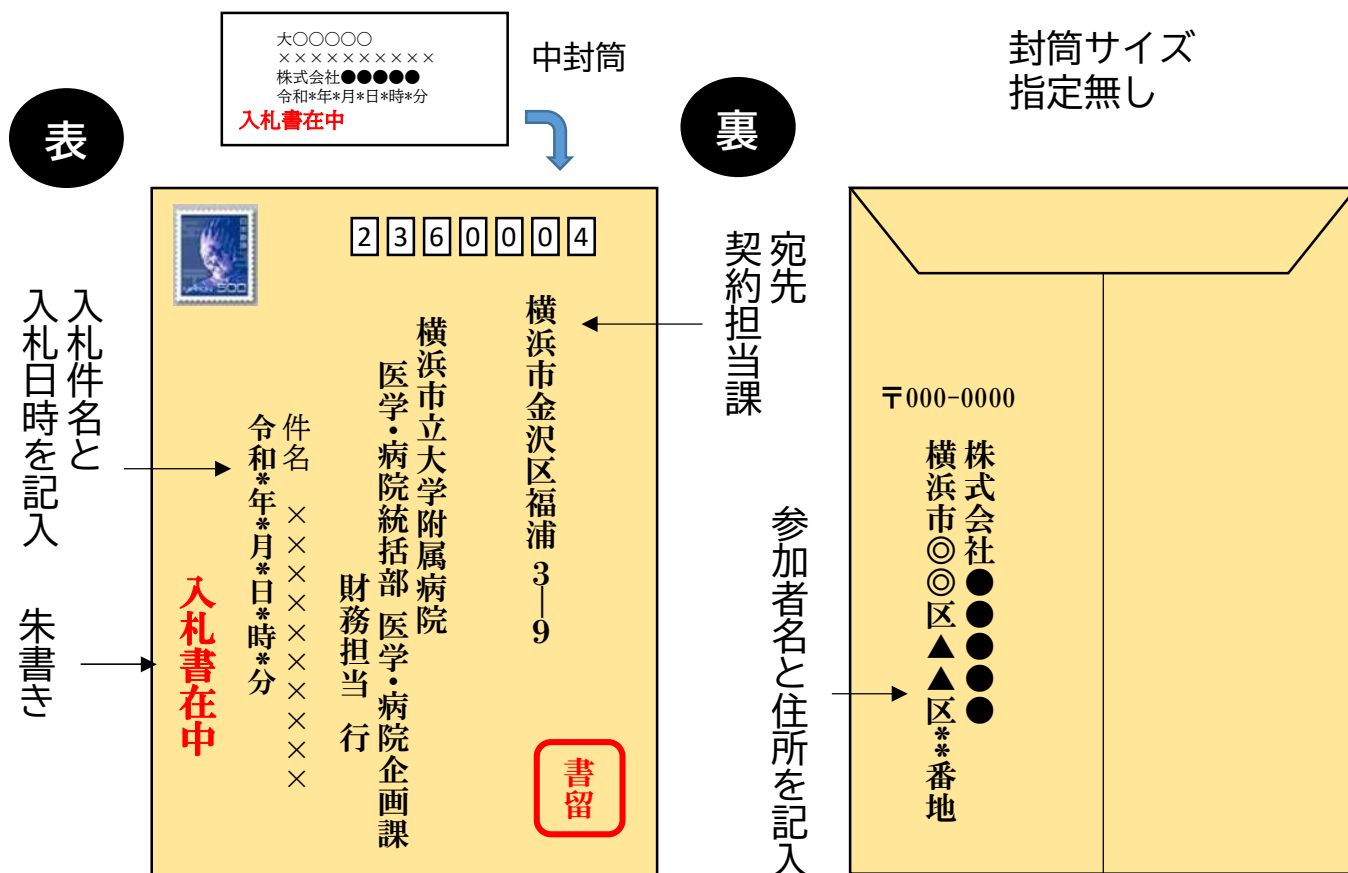 大〇〇〇〇〇
××××××××××
株式会社●●●●●
令和*年*月*日*時*分
入札書在中
中封筒
封筒サイズ
指定無し
表
裏
2360004
横浜市金沢区福浦3―9
横浜市立大学附属病院
医学・病院統括部 医学・病院企画課
財務担当 行
件名 ××××××××××
令和*年*月*日*時*分
入札書在中
書留
500
入札件名と
入札日時を記入
朱書き
宛先
契約担当課
参加者名と住所を記入
〒000-0000
株式会社●●●●●
横浜市◎◎区▲▲区**番地